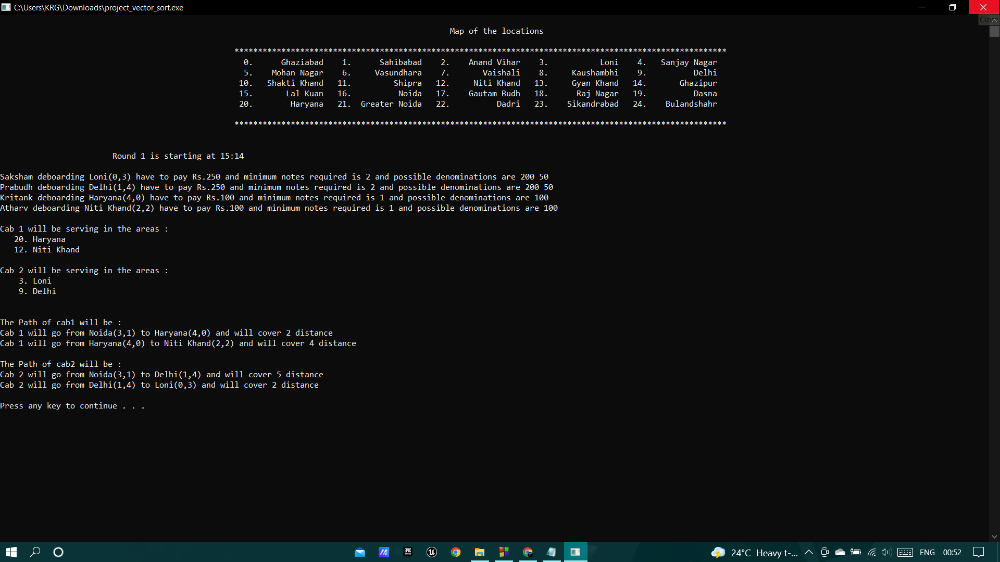 C:\Users\KRG\Downloads\project_vector_sort.exe
Close
Map of the locations
*********************************************************************************************************
0. Ghaziabad 1. Sahibabad 2. Anand Vihar 3. Loni 4. Sanjay Nagar
5. Mohan Nagar 6. Vasundhara 7. Vaishali 8. Kaushambhi 9. Delhi
10. Shakti Khand 11. Shipra 12. Niti Khand 13. Gyan Khand 14. Ghazipur
15. Lal Kuan 16. Noida 17. Gautam Budh 18. Raj Nagar 19. Dasna
20. Haryana 21. Greater Noida 22. Dadri 23. Sikandrabad 24. Bulandshahr
*********************************************************************************************************
Round 1 is starting at 15:14
Saksham deboarding Loni(0,3) have to pay Rs.250 and minimum notes required is 2 and possible denominations are 200 50
Prabudh deboarding Delhi(1,4) have to pay Rs.250 and minimum notes required is 2 and possible denominations are 200 50
Kritank deboarding Haryana(4,0) have to pay Rs.100 and minimum notes required is 1 and possible denominations are 100
Atharv deboarding Niti Khand(2,2) have to pay Rs.100 and minimum notes required is 1 and possible denominations are 100
Cab 1 will be serving in the areas :
20. Haryana
12. Niti Khand
Cab 2 will be serving in the areas :
3. Loni
9. Delhi
The Path of cab1 will be :
Cab 1 will go from Noida(3,1) to Haryana(4,0) and will cover 2 distance
Cab 1 will go from Haryana(4,0) to Niti Khand(2,2) and will cover 4 distance
The Path of cab2 will be :
Cab 2 will go from Noida(3,1) to Delhi(1,4) and will cover 5 distance
Cab 2 will go from Delhi(1,4) to Loni(0,3) and will cover 2 distance
Press any key to continue . . .
EPIC GAMES
24°C Heavy t-... ENG 00:52